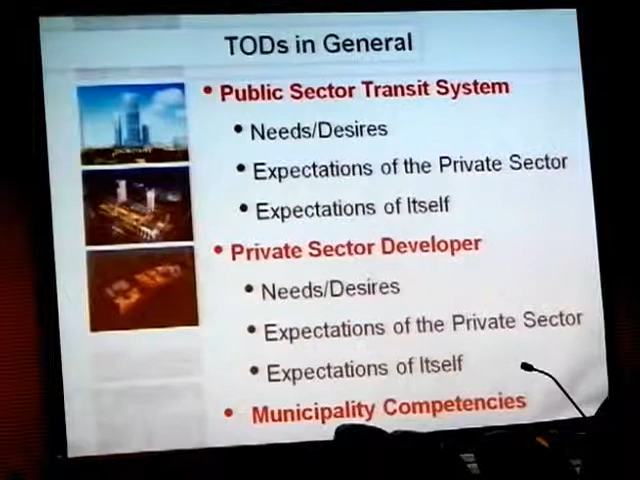 TODs in General
• Public Sector Transit System
• Needs/Desires
• Expectations of the Private Sector
• Expectations of Itself
• Private Sector Developer
• Needs/Desires
• Expectations of the Private Sector
• Expectations of Itself
• Municipality Competencies